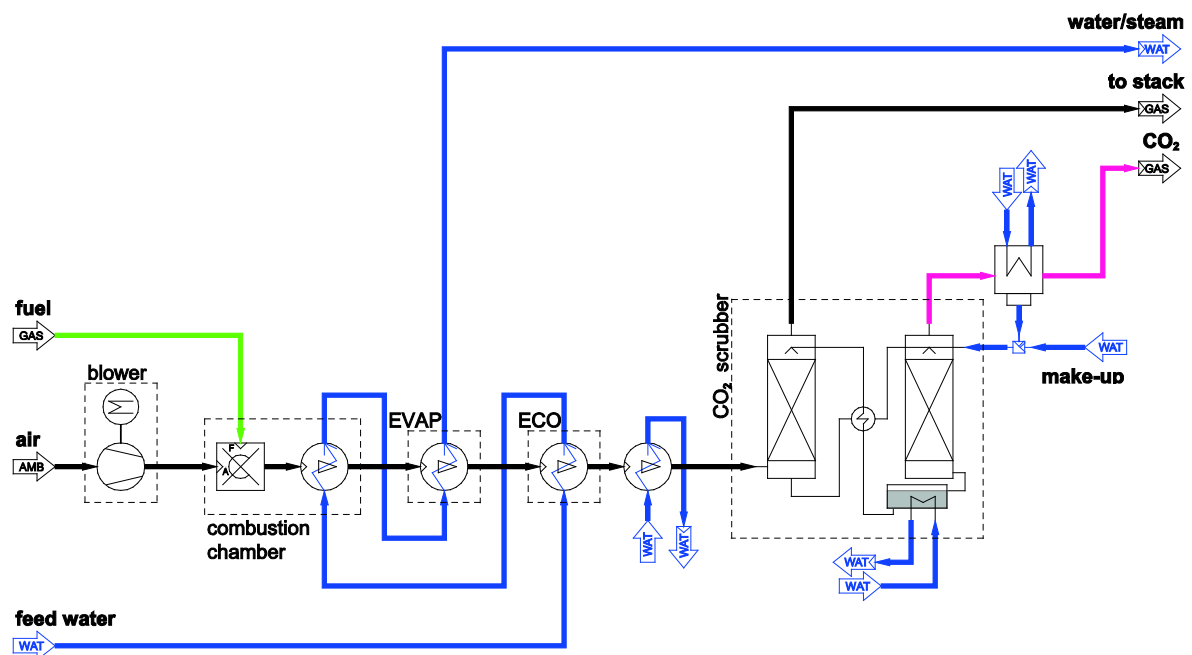 water/steam
WAT
to stack
GAS
CO₂
GAS
WAT
WAT
fuel
GAS
CO₂ scrubber
blower
WAT
make-up
EVAP
ECO
air
AMB
F
A
combustion
chamber
WAT
WAT
WAT
WAT
feed water
WAT